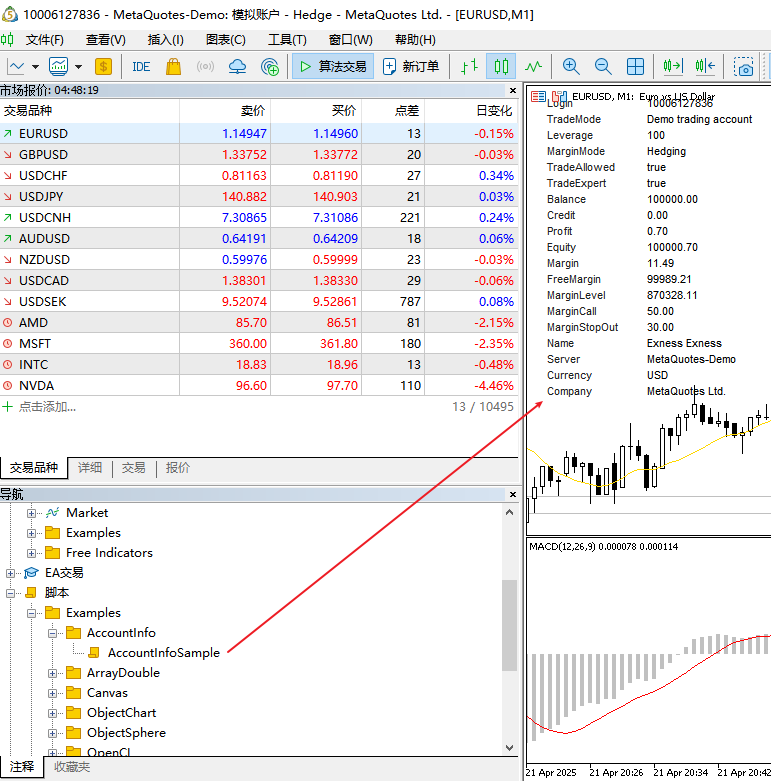 10006127836 - MetaQuotes-Demo: 模拟账户 - Hedge - MetaQuotes Ltd. - [EURUSD,M1]
文件(F) 查看(V) 插入(I) 图表(C) 工具(T) 窗口(W) 帮助(H)
IDE 算法交易 新订单
市场报价: 04:48:19
交易品种 卖价 买价 点差 日变化
EURUSD 1.14947 1.14960 13 -0.15%
GBPUSD 1.33752 1.33772 20 -0.03%
USDCHF 0.81163 0.81190 27 0.34%
USDJPY 140.882 140.903 21 0.03%
USDCNH 7.30865 7.31086 221 0.24%
AUDUSD 0.64191 0.64209 18 0.06%
NZDUSD 0.59976 0.59999 23 -0.03%
USDCAD 1.38301 1.38330 29 -0.06%
USDSEK 9.52074 9.52861 787 0.08%
AMD 85.70 86.51 81 -2.15%
MSFT 360.00 361.80 180 -2.35%
INTC 18.83 18.96 13 -0.48%
NVDA 96.60 97.70 110 -4.46%
点击添加... 13 / 10495
交易品种 详细 交易 报价
导航
Market
Examples
Free Indicators
EA交易
脚本
Examples
AccountInfo
AccountInfoSample
ArrayDouble
Canvas
ObjectChart
ObjectSphere
OpenCL
注释 收藏夹
EURUSD, M1: Euro vs US Dollar
Login 10006127836
TradeMode Demo trading account
Leverage 100
MarginMode Hedging
TradeAllowed true
TradeExpert true
Balance 100000.00
Credit 0.00
Profit 0.70
Equity 100000.70
Margin 11.49
FreeMargin 99989.21
MarginLevel 870328.11
MarginCall 50.00
MarginStopOut 30.00
Name Exness Exness
Server MetaQuotes-Demo
Currency USD
Company MetaQuotes Ltd.
MACD(12,26,9) 0.000078 0.000114
21 Apr 2025 21 Apr 20:26 21 Apr 20:34 21 Apr 20:42